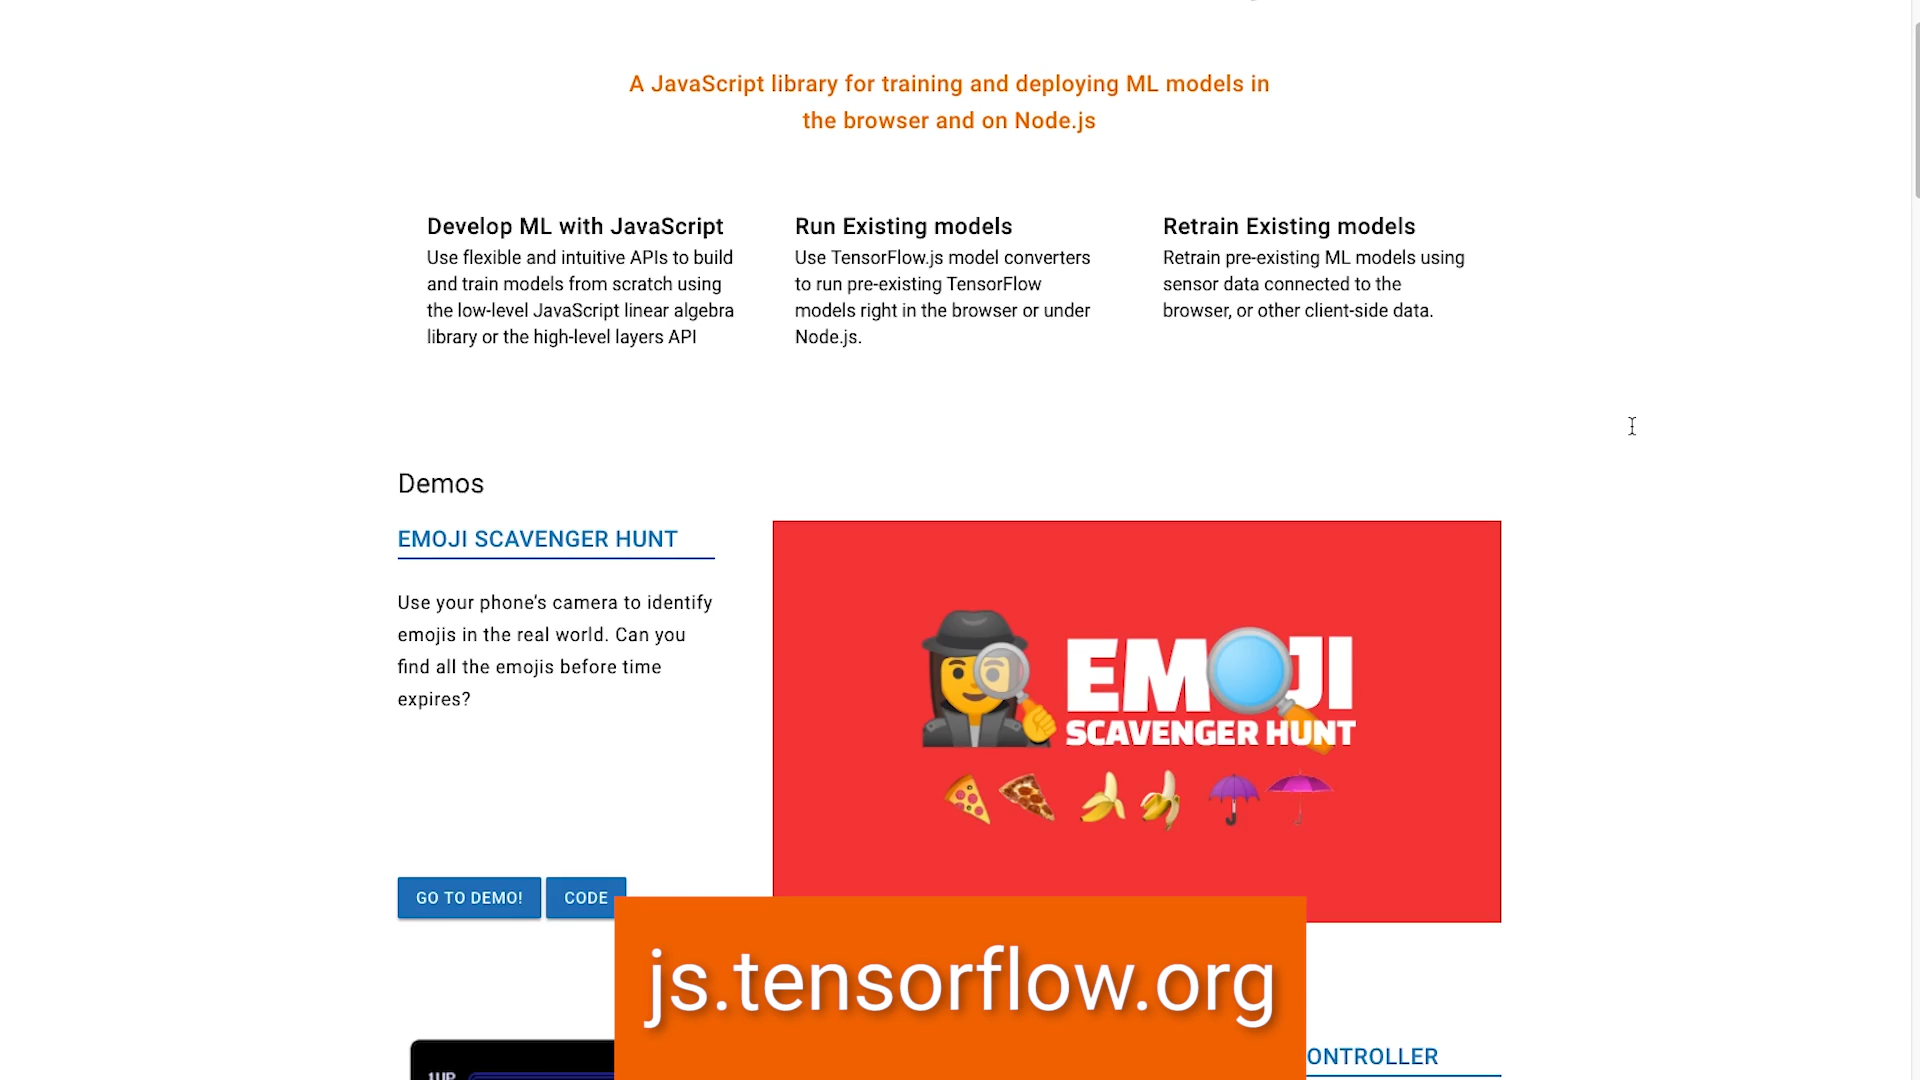 A JavaScript library for training and deploying ML models in
the browser and on Node.js
Develop ML with JavaScript
Use flexible and intuitive APIs to build
and train models from scratch using
the low-level JavaScript linear algebra
library or the high-level layers API
Run Existing models
Use TensorFlow.js model converters
to run pre-existing TensorFlow
models right in the browser or under
Node.js.
Retrain Existing models
Retrain pre-existing ML models using
sensor data connected to the
browser, or other client-side data.
Demos
EMOJI SCAVENGER HUNT
Use your phone's camera to identify
emojis in the real world. Can you
find all the emojis before time
expires?
GO TO DEMO!
CODE
EMOJI
SCAVENGER HUNT
js.tensorflow.org
1UP
ONTROLLER